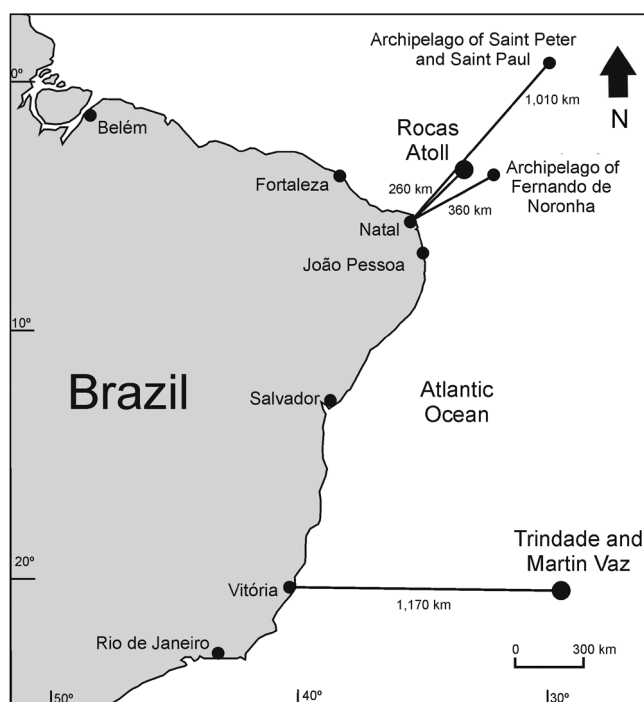 Archipelago of Saint Peter
and Saint Paul
0º
1,010 km
N
Belém
Rocas
Atoll
Archipelago of
Fernando de
Noronha
Fortaleza
260 km
360 km
Natal
João Pessoa
10º
Brazil
Salvador
Atlantic
Ocean
20º
Trindade and
Martin Vaz
Vitória
1,170 km
Rio de Janeiro
0 300 km
50º
40º
30º